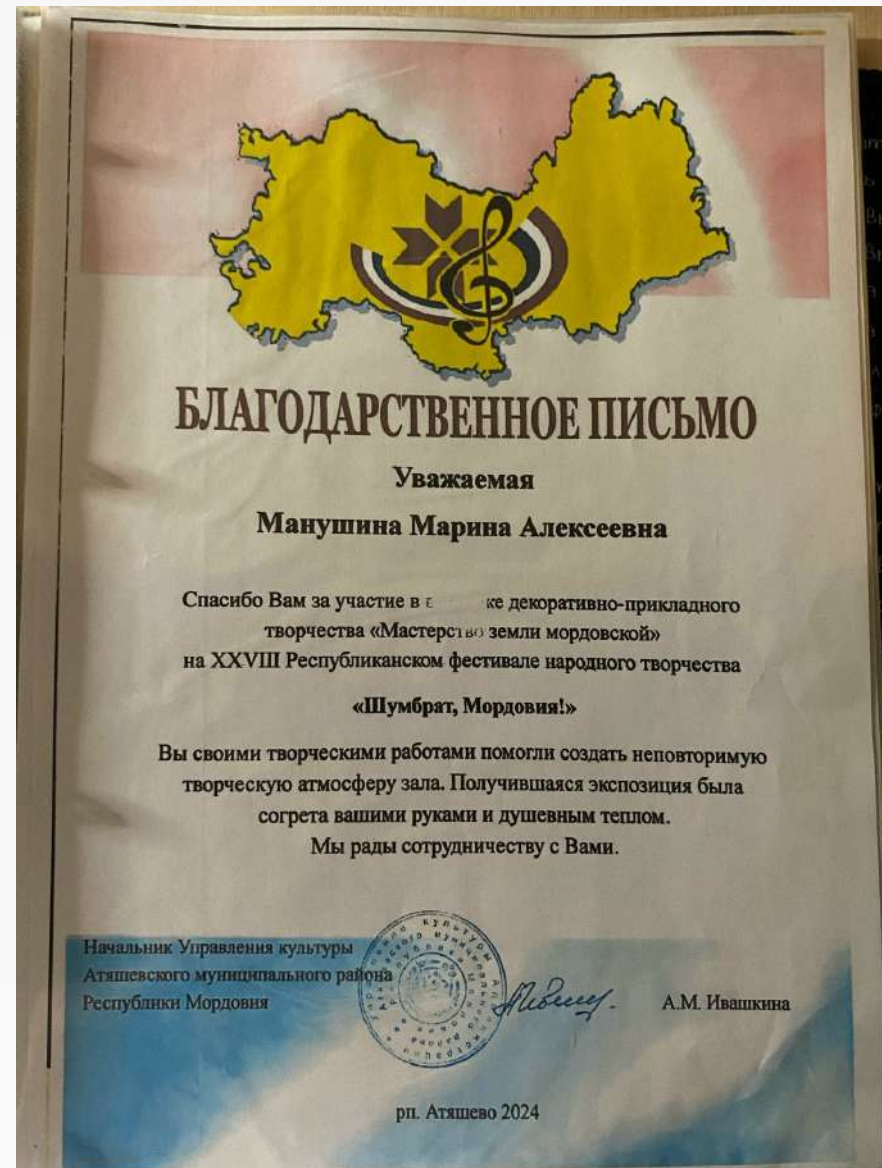 БЛАГОДАРСТВЕННОЕ ПИСЬМО
Уважаемая
Манушина Марина Алексеевна
Спасибо Вам за участие в декоративно-прикладного
творчества «Мастерство земли мордовской»
на XXVIII Республиканском фестивале народного творчества
«Шумбрат, Мордовия!»
Вы своими творческими работами помогли создать неповторимую
творческую атмосферу зала. Получившаяся экспозиция была
согрета вашими руками и душевным теплом.
Мы рады сотрудничеству с Вами.
Начальник Управления культуры
Атяшевского муниципального района
Республики Мордовия
А.М. Ивашкина
рп. Атяшево 2024